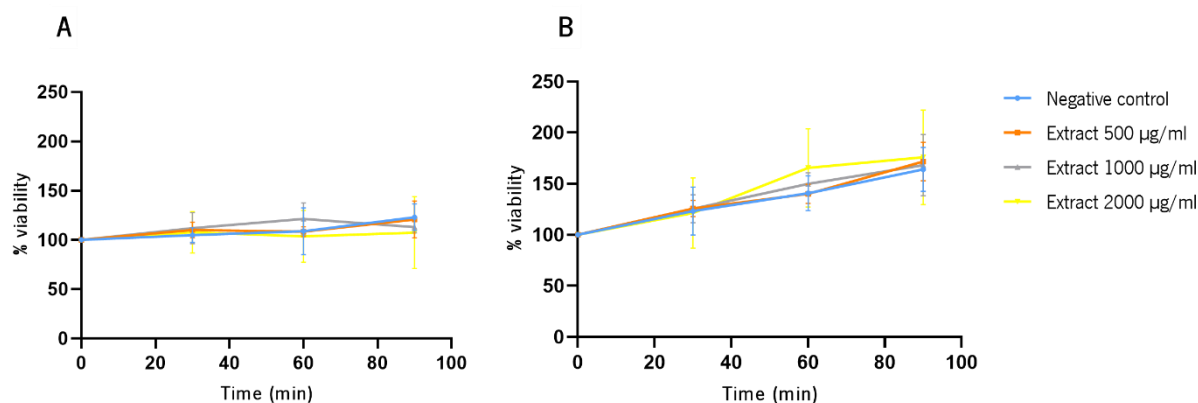 A
B
% viability
250
200
150
100
50
0
0 20 40 60 80 100
Time (min)
% viability
250
200
150
100
50
0
0 20 40 60 80 100
Time (min)
Negative control
Extract 500 µg/ml
Extract 1000 µg/ml
Extract 2000 µg/ml